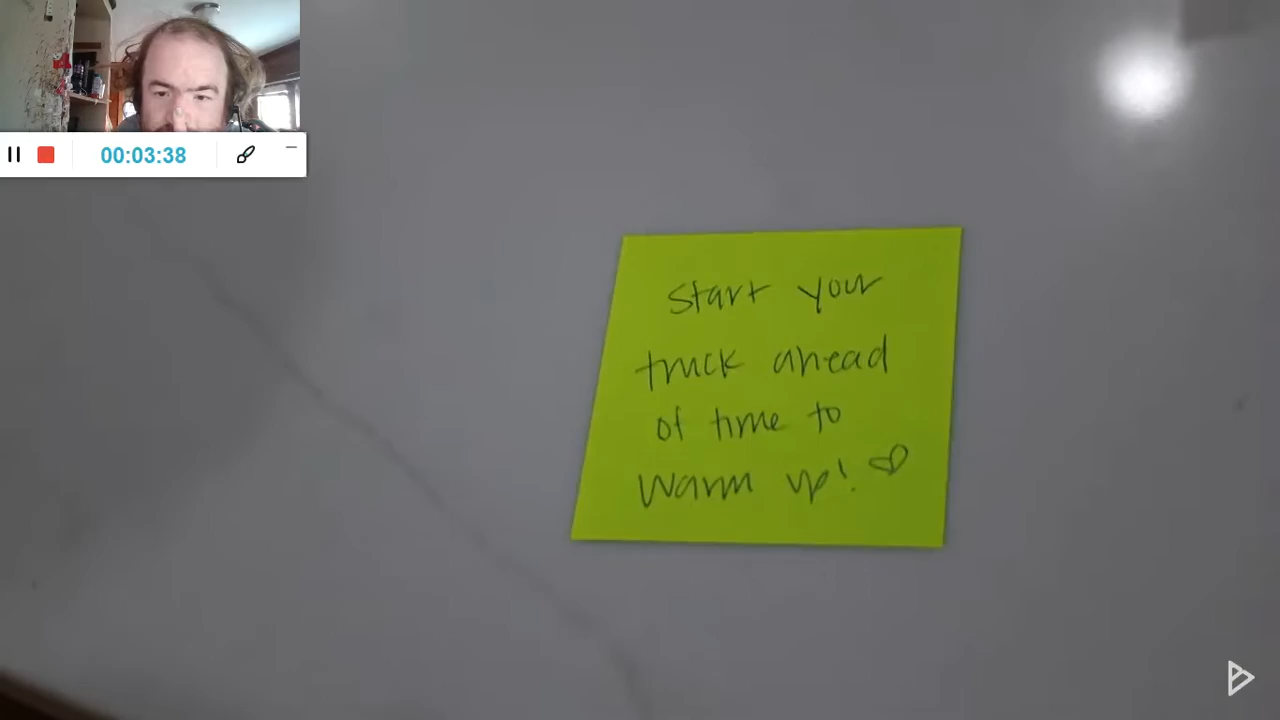 00:03:38
Start your
truck ahead
of time to
warm up! ♡